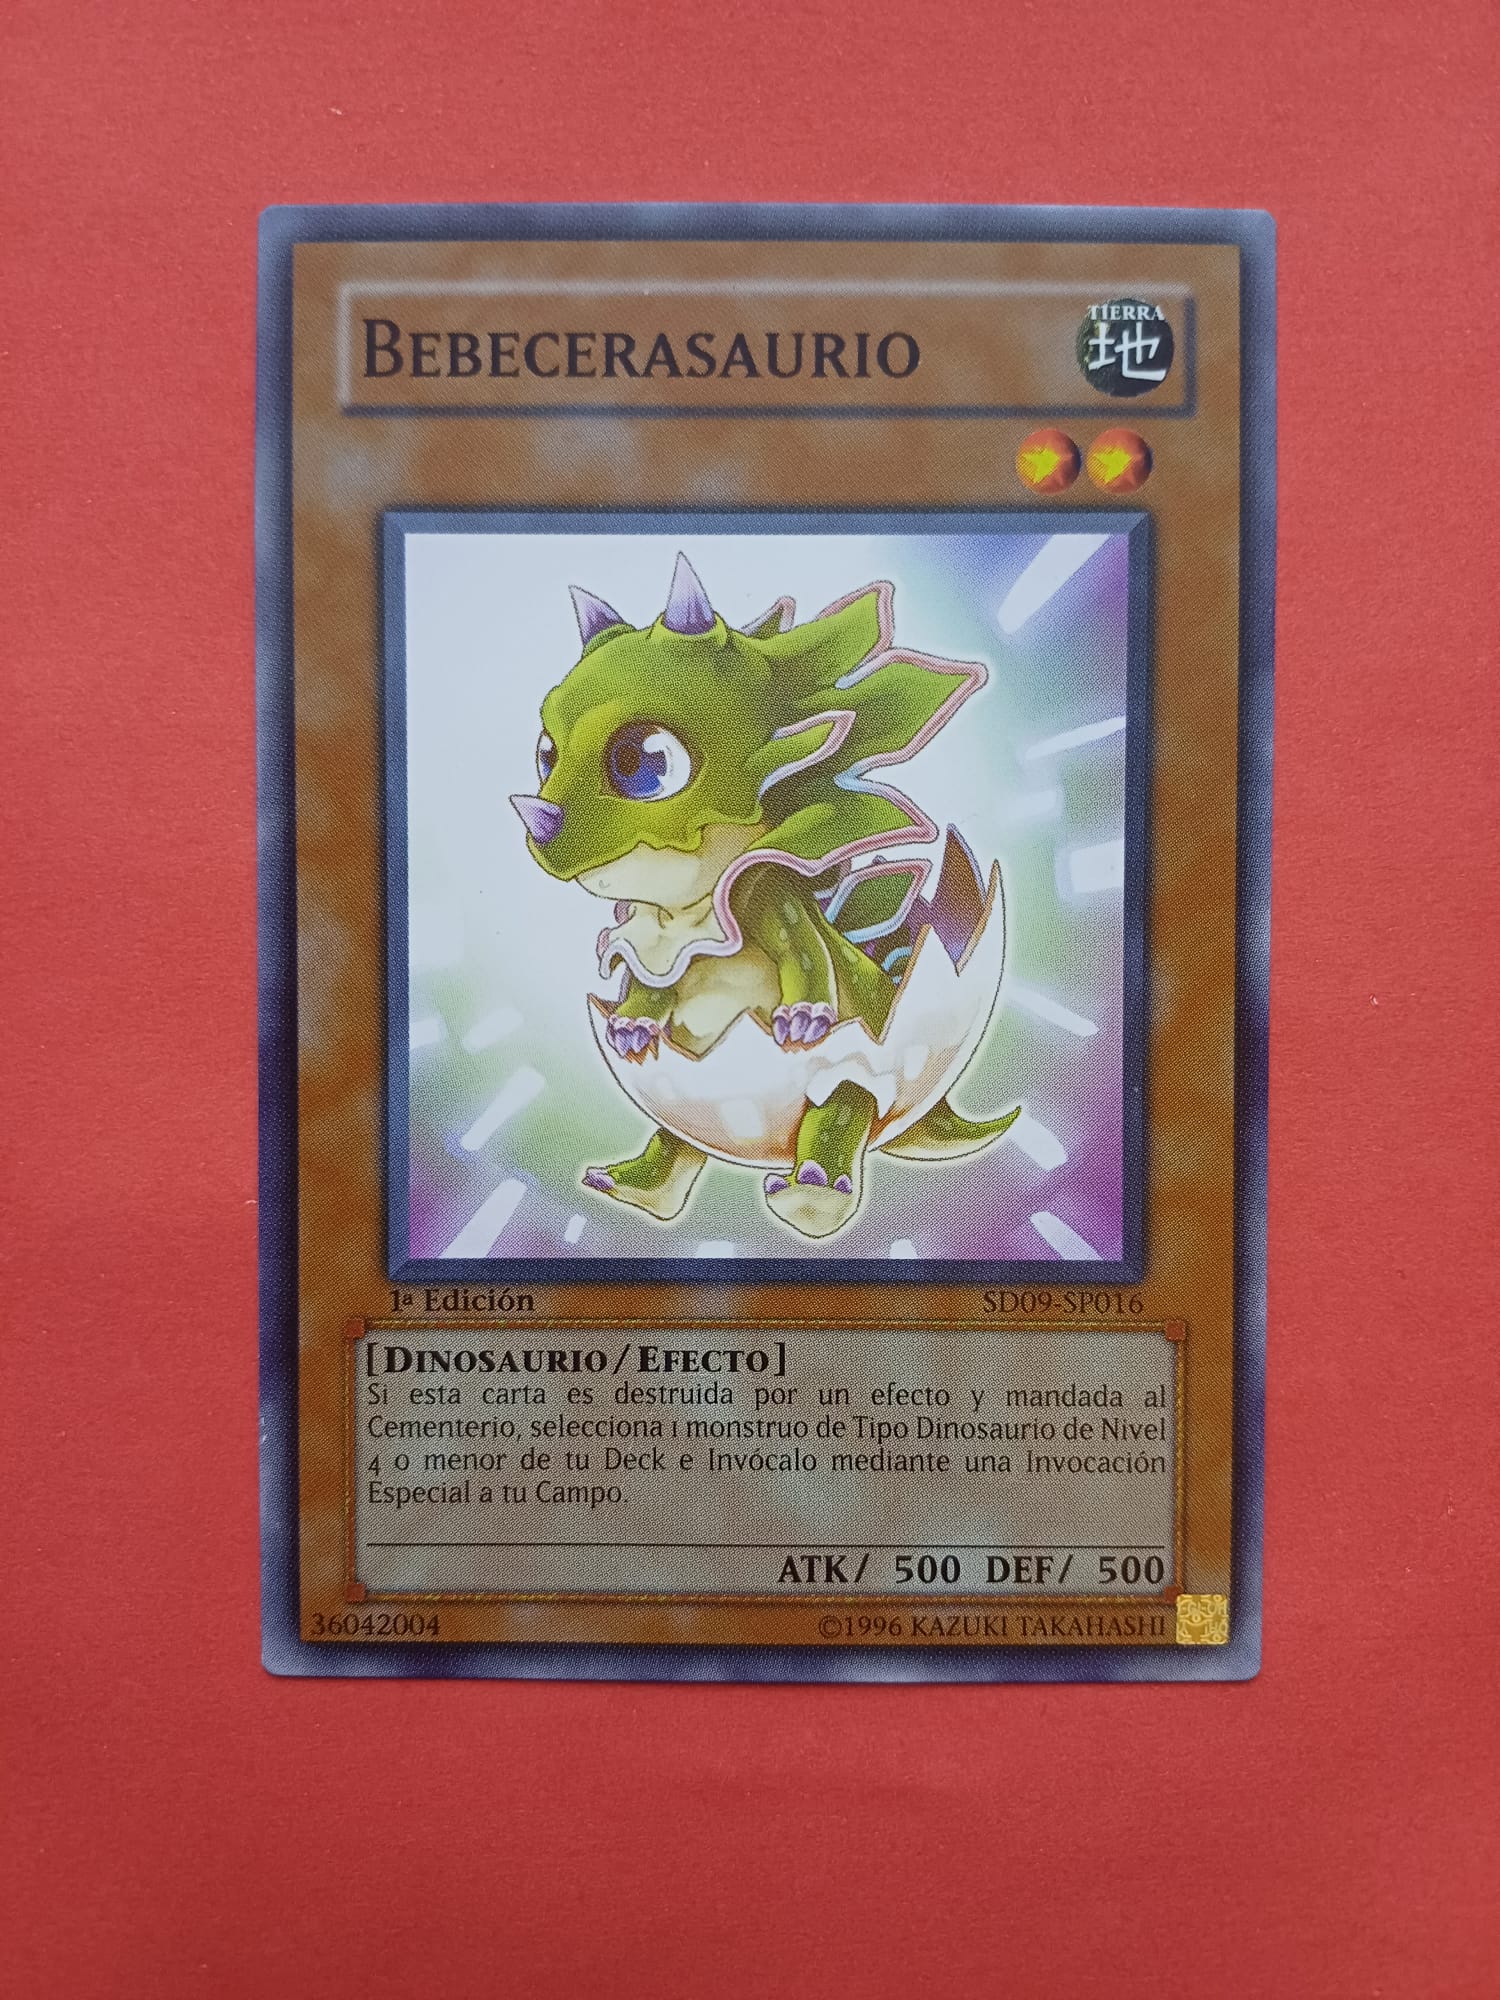 BEBECERASAURIO
TIERRA
地
1ª Edición
SD09-SP016
[DINOSAURIO/EFECTO]
Si esta carta es destruida por un efecto y mandada al
Cementerio, selecciona 1 monstruo de Tipo Dinosaurio de Nivel
4 o menor de tu Deck e Invócalo mediante una Invocación
Especial a tu Campo.
ATK/ 500 DEF/ 500
36042004
©1996 KAZUKI TAKAHASHI